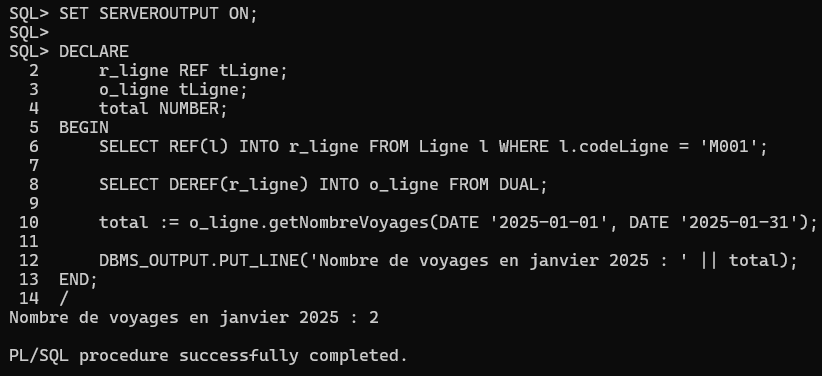 SQL> SET SERVEROUTPUT ON;
SQL>
SQL> DECLARE
  2      r_ligne REF tLigne;
  3      o_ligne tLigne;
  4      total NUMBER;
  5  BEGIN
  6      SELECT REF(l) INTO r_ligne FROM Ligne l WHERE l.codeLigne = 'M001';
  7
  8      SELECT DEREF(r_ligne) INTO o_ligne FROM DUAL;
  9
 10      total := o_ligne.getNombreVoyages(DATE '2025-01-01', DATE '2025-01-31');
 11
 12      DBMS_OUTPUT.PUT_LINE('Nombre de voyages en janvier 2025 : ' || total);
 13  END;
 14  /
Nombre de voyages en janvier 2025 : 2

PL/SQL procedure successfully completed.